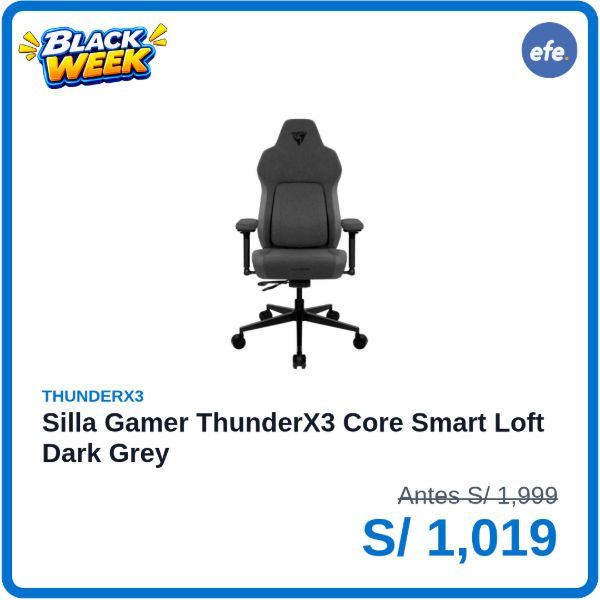 BLACK
WEEK
efe.
THUNDERX3
Silla Gamer ThunderX3 Core Smart Loft
Dark Grey
Antes S/ 1,999
S/ 1,019